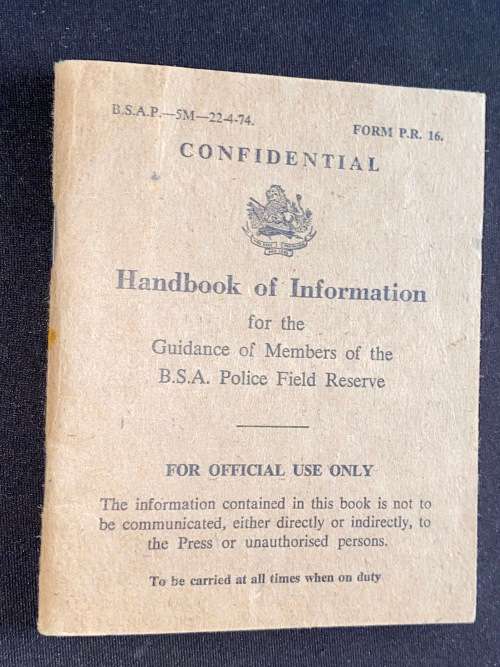 B.S.A.P.—5M—22-4-74.
FORM P.R. 16.
CONFIDENTIAL
Handbook of Information
for the
Guidance of Members of the
B.S.A. Police Field Reserve
FOR OFFICIAL USE ONLY
The information contained in this book is not to
be communicated, either directly or indirectly, to
the Press or unauthorised persons.
To be carried at all times when on duty